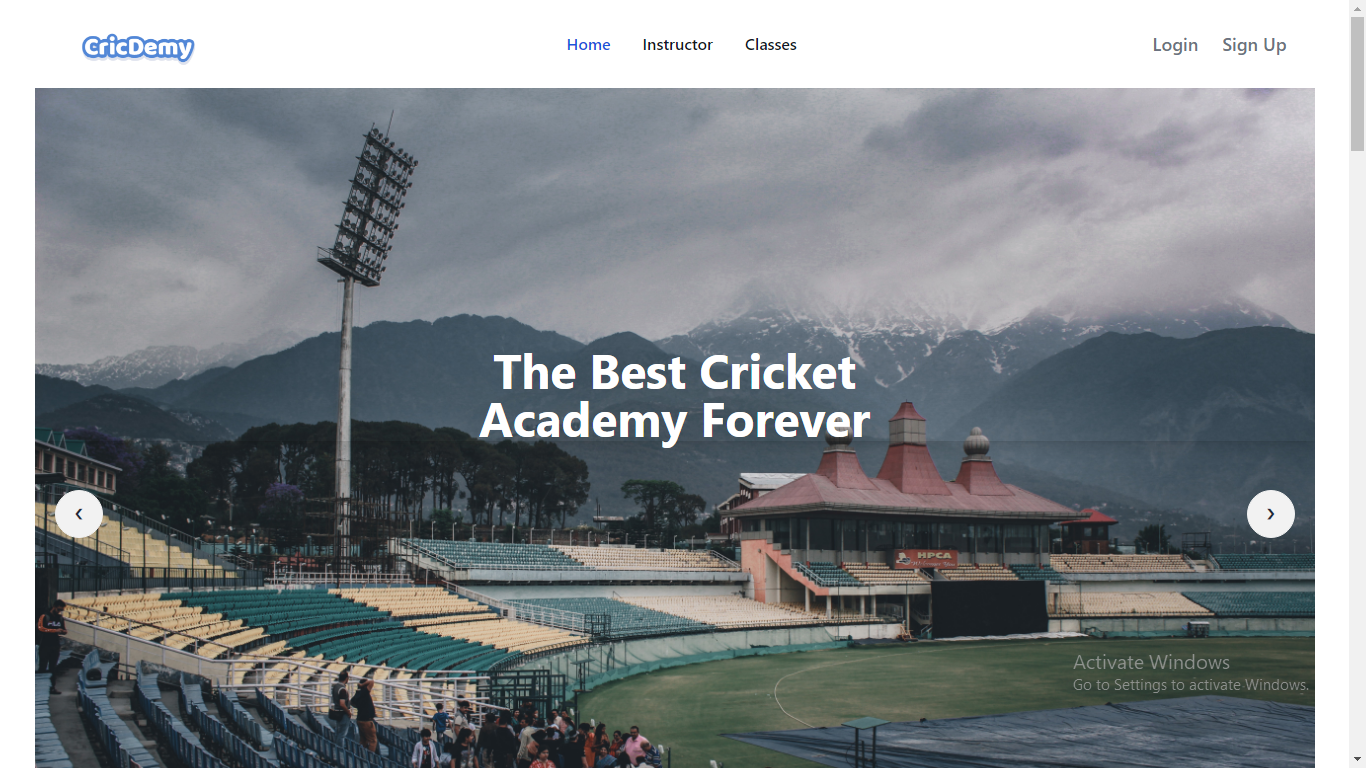 CricDemy
Home
Instructor
Classes
Login
Sign Up
The Best Cricket
Academy Forever
‹
›
HPCA
Activate Windows
Go to Settings to activate Windows.